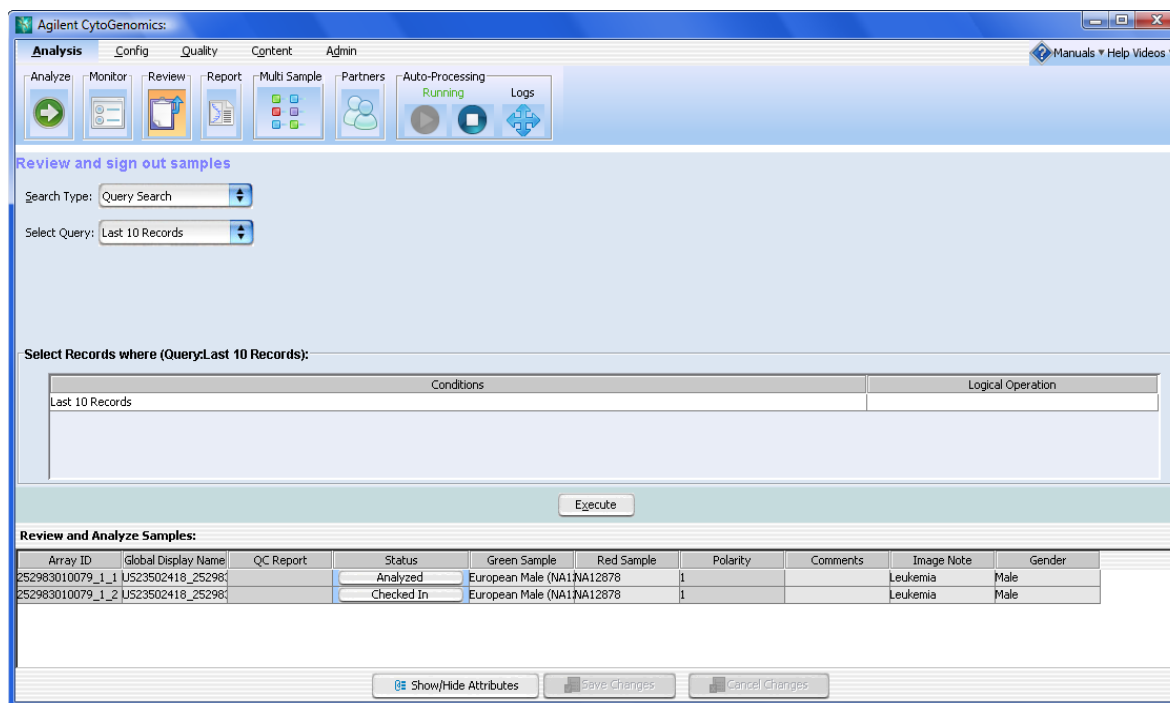 Agilent CytoGenomics:
Analysis Config Quality Content Admin
Manuals Help Videos
Analyze Monitor Review Report Multi Sample Partners Auto-Processing
Running Logs
Review and sign out samples
Search Type: Query Search
Select Query: Last 10 Records
Select Records where (Query:Last 10 Records):
Conditions Logical Operation
Last 10 Records
Execute
Review and Analyze Samples:
Array ID Global Display Name QC Report Status Green Sample Red Sample Polarity Comments Image Note Gender
252983010079_1_1 US23502418_25298 Analyzed European Male (NA1 NA12878 1 Leukemia Male
252983010079_1_2 US23502418_25298 Checked In European Male (NA1 NA12878 1 Leukemia Male
Show/Hide Attributes Save Changes Cancel Changes